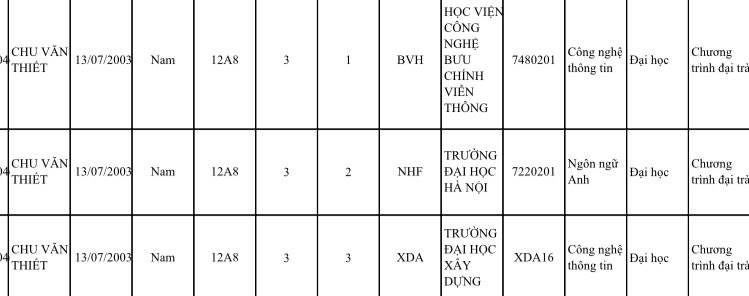 04
CHU VĂN
THIẾT
13/07/2003
Nam
12A8
3
1
BVH
HỌC VIỆN
CÔNG
NGHỆ
BƯU
CHÍNH
VIỄN
THÔNG
7480201
Công nghệ
thông tin
Đại học
Chương
trình đại trà
04
CHU VĂN
THIẾT
13/07/2003
Nam
12A8
3
2
NHF
TRƯỜNG
ĐẠI HỌC
HÀ NỘI
7220201
Ngôn ngữ
Anh
Đại học
Chương
trình đại trà
04
CHU VĂN
THIẾT
13/07/2003
Nam
12A8
3
3
XDA
TRƯỜNG
ĐẠI HỌC
XÂY
DỰNG
XDA16
Công nghệ
thông tin
Đại học
Chương
trình đại trà